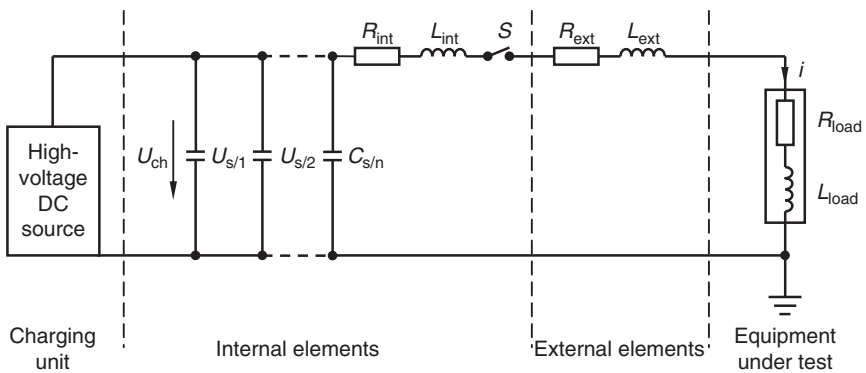 R_int
L_int
S
R_ext
L_ext
i
High-
voltage
DC
source
U_ch
U_s/1
U_s/2
C_s/n
R_load
L_load
Charging
unit
Internal elements
External elements
Equipment
under test